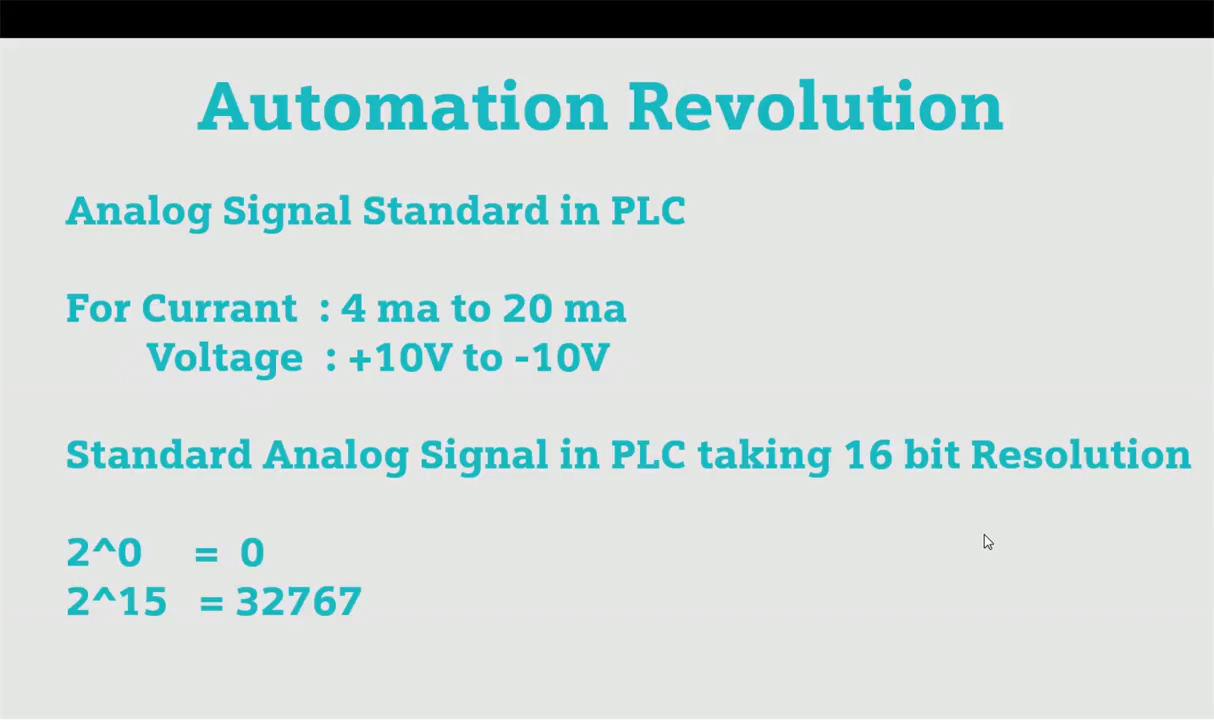 Automation Revolution
Analog Signal Standard in PLC
For Currant : 4 ma to 20 ma
Voltage : +10V to -10V
Standard Analog Signal in PLC taking 16 bit Resolution
2^0 = 0
2^15 = 32767